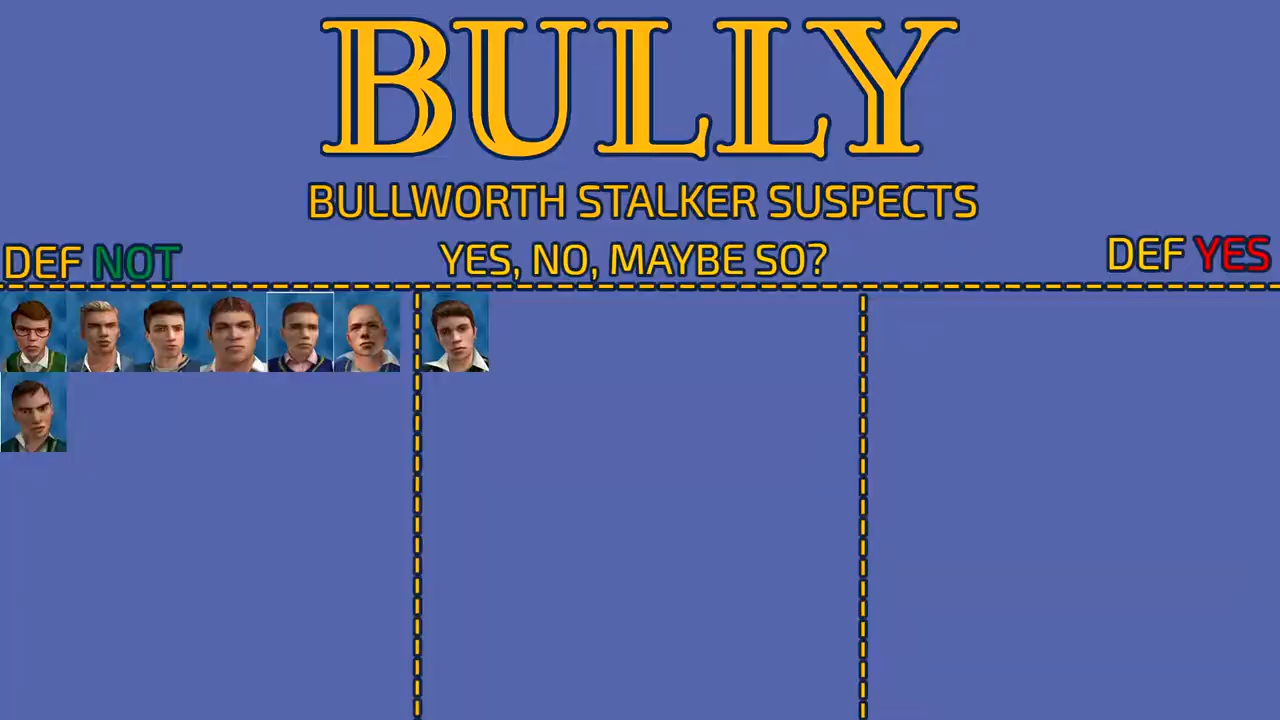 BULLY
BULLWORTH STALKER SUSPECTS
DEF NOT
YES, NO, MAYBE SO?
DEF YES